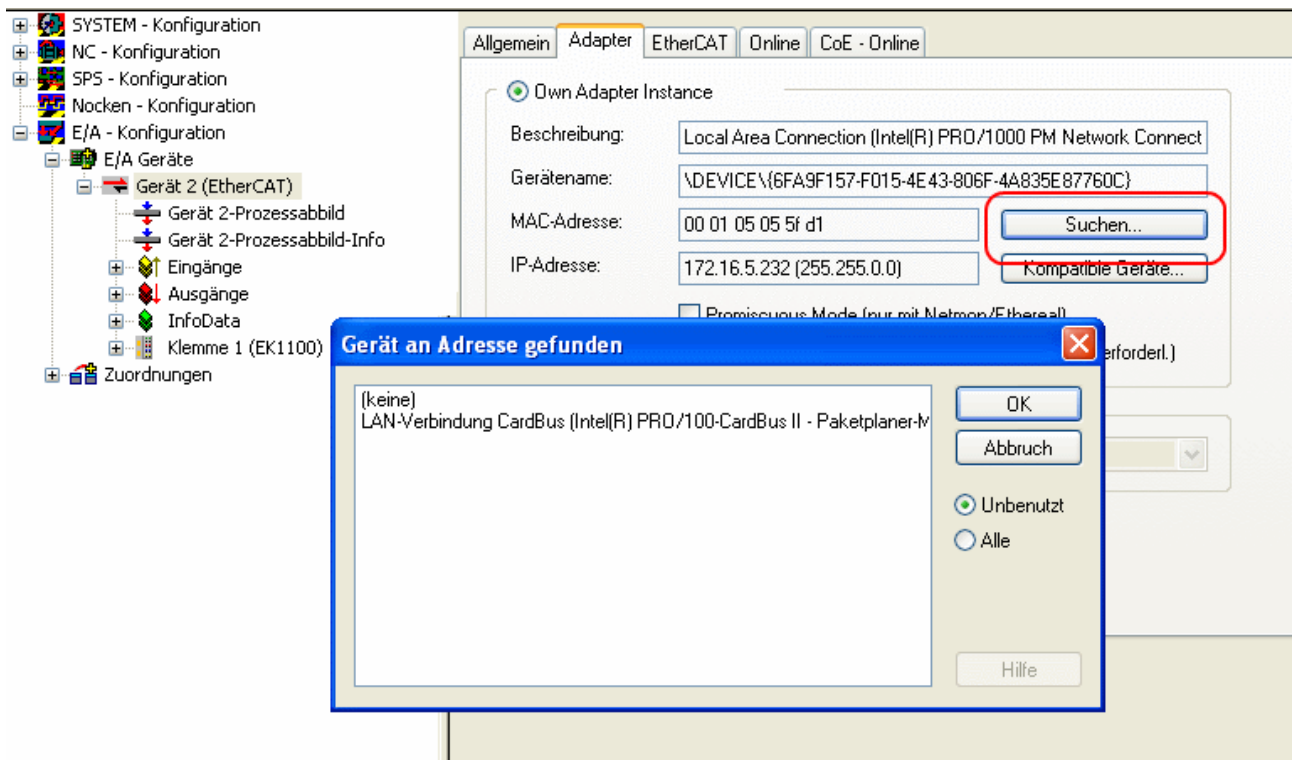 SYSTEM - Konfiguration
NC - Konfiguration
SPS - Konfiguration
Nocken - Konfiguration
E/A - Konfiguration
E/A Geräte
Gerät 2 (EtherCAT)
Gerät 2-Prozessabbild
Gerät 2-Prozessabbild-Info
Eingänge
Ausgänge
InfoData
Klemme 1 (EK1100)
Zuordnungen
Allgemein Adapter EtherCAT Online CoE - Online
Own Adapter Instance
Beschreibung: Local Area Connection (Intel(R) PRO/1000 PM Network Connect
Gerätename: \DEVICE\{6FA9F157-F015-4E43-806F-4A835E87760C}
MAC-Adresse: 00 01 05 05 5f d1 Suchen...
IP-Adresse: 172.16.5.232 (255.255.0.0) Kompatible Geräte...
Promiscuous Mode (nur mit Netmon/Ethereal)
erforderl.)
Gerät an Adresse gefunden
(keine)
LAN-Verbindung CardBus (Intel(R) PRO/100-CardBus II - Paketplaner-M
OK
Abbruch
Unbenutzt
Alle
Hilfe